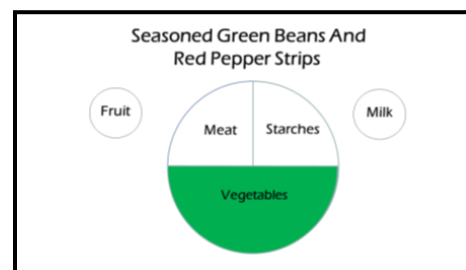 Seasoned Green Beans And
Red Pepper Strips
Fruit
Meat
Starches
Milk
Vegetables